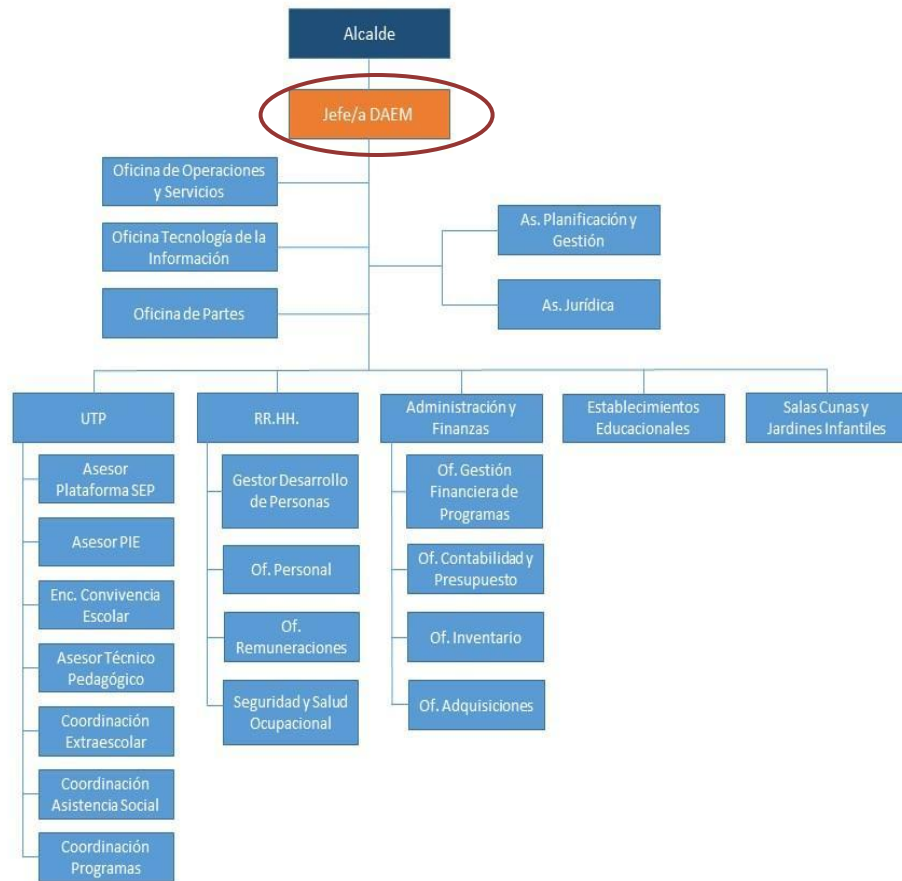 Alcalde
Jefe/a DAEM
Oficina de Operaciones
y Servicios
Oficina Tecnología de la
Información
Oficina de Partes
As. Planificación y
Gestión
As. Jurídica
UTP
Asesor
Plataforma SEP
Asesor PIE
Enc. Convivencia
Escolar
Asesor Técnico
Pedagógico
Coordinación
Extraescolar
Coordinación
Asistencia Social
Coordinación
Programas
RR.HH.
Gestor Desarrollo
de Personas
Of. Personal
Of.
Remuneraciones
Seguridad y Salud
Ocupacional
Administración y
Finanzas
Of. Gestión
Financiera de
Programas
Of. Contabilidad y
Presupuesto
Of. Inventario
Of. Adquisiciones
Establecimientos
Educacionales
Salas Cunas y
Jardines Infantiles